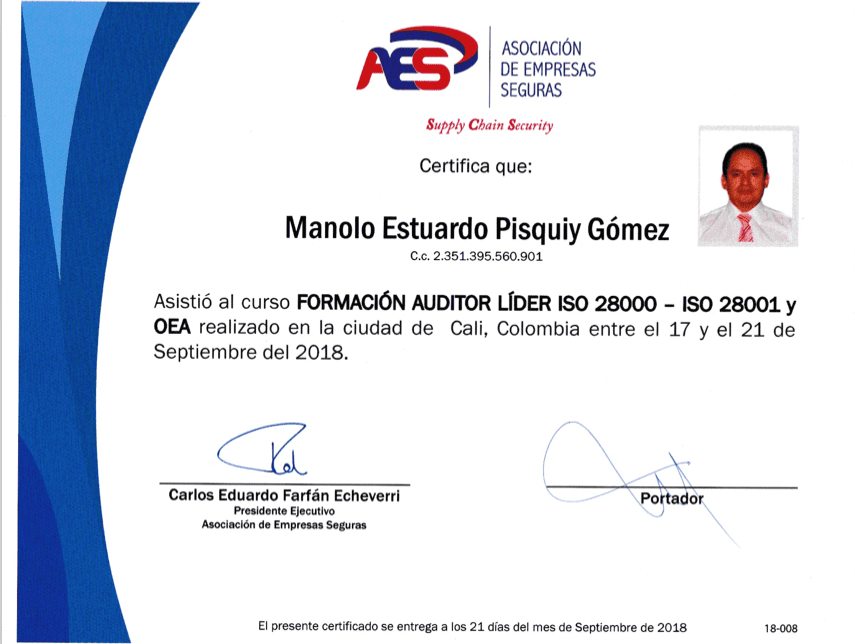 AES
ASOCIACIÓN
DE EMPRESAS
SEGURAS
Supply Chain Security
Certifica que:
Manolo Estuardo Pisquiy Gómez
C.c. 2.351.395.560.901
Asistió al curso FORMACIÓN AUDITOR LÍDER ISO 28000 – ISO 28001 y
OEA realizado en la ciudad de Cali, Colombia entre el 17 y el 21 de
Septiembre del 2018.
Carlos Eduardo Farfán Echeverri
Presidente Ejecutivo
Asociación de Empresas Seguras
Portador
El presente certificado se entrega a los 21 días del mes de Septiembre de 2018
18-008